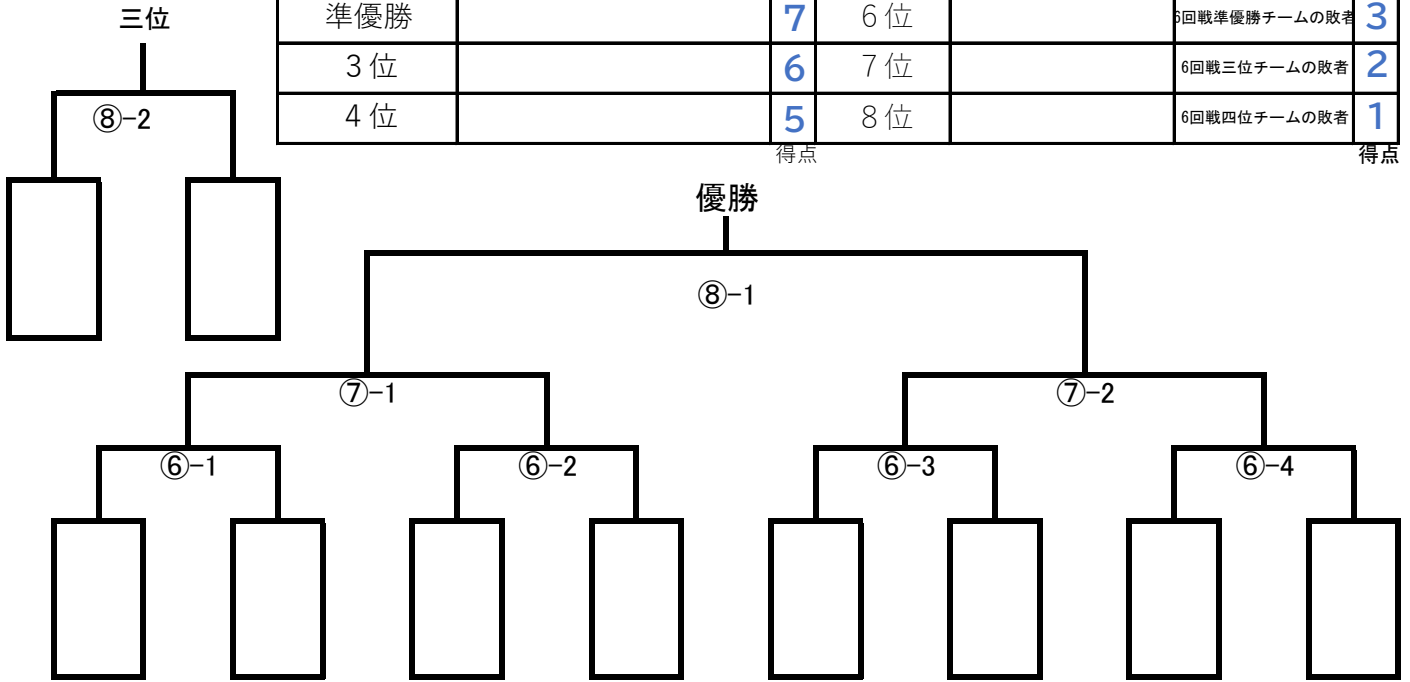 三位
準優勝 7 6位 6回戦準優勝チームの敗者 3
3位 6 7位 6回戦三位チームの敗者 2
4位 5 8位 6回戦四位チームの敗者 1
得点 得点
⑧-2
優勝
⑧-1
⑦-1 ⑦-2
⑥-1 ⑥-2 ⑥-3 ⑥-4